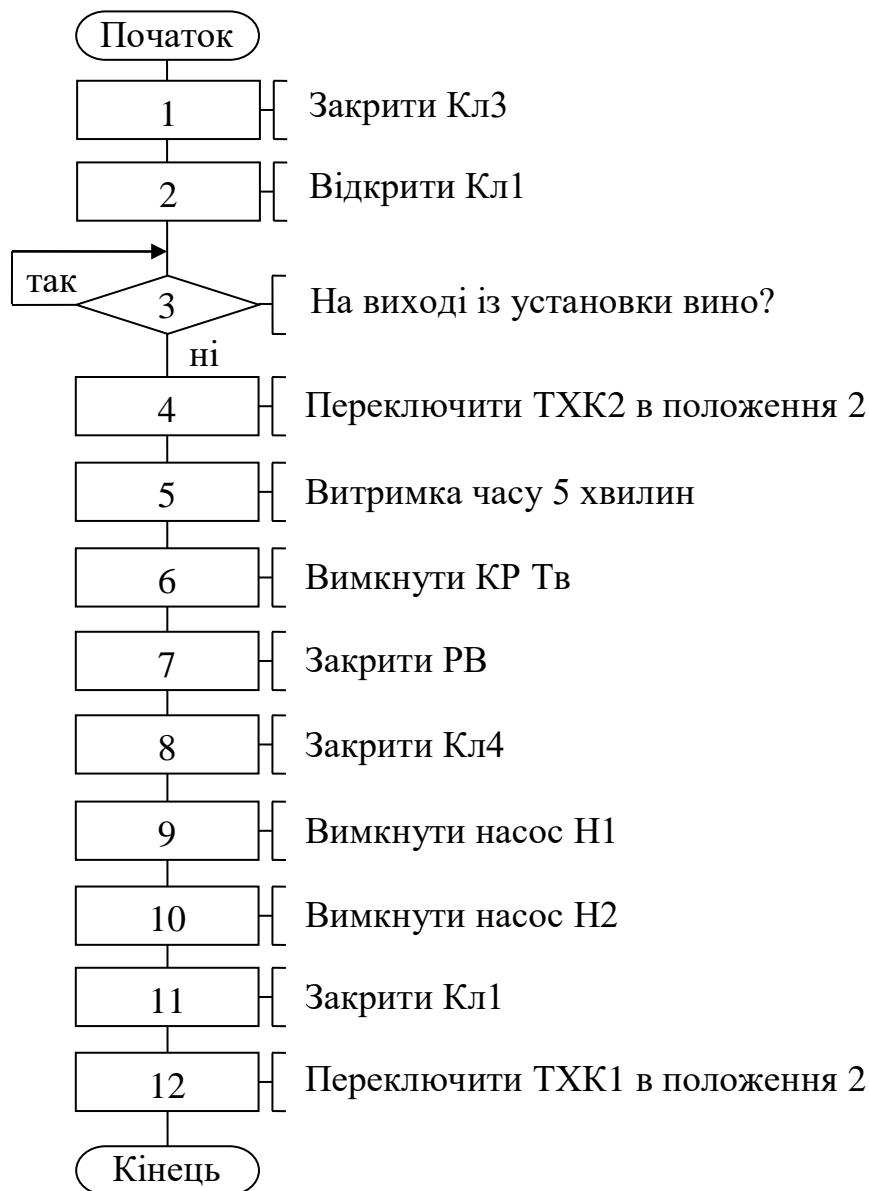 Початок
1 Закрити Кл3
2 Відкрити Кл1
так
3 На виході із установки вино?
ні
4 Переключити ТХК2 в положення 2
5 Витримка часу 5 хвилин
6 Вимкнути КР Тв
7 Закрити РВ
8 Закрити Кл4
9 Вимкнути насос Н1
10 Вимкнути насос Н2
11 Закрити Кл1
12 Переключити ТХК1 в положення 2
Кінець